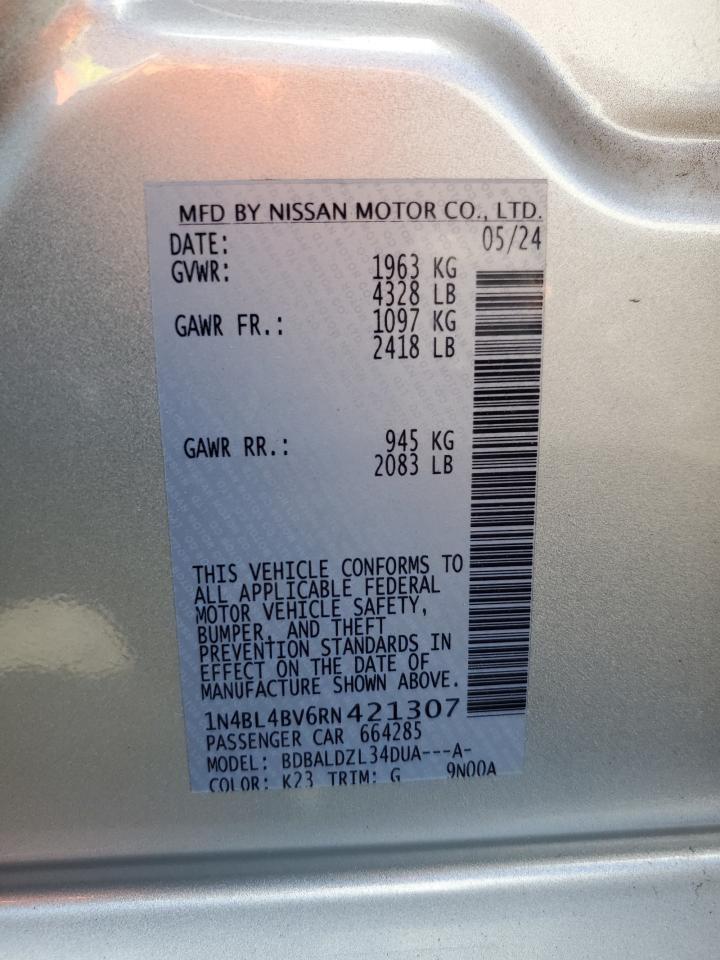 MFD BY NISSAN MOTOR CO., LTD.
DATE: 05/24
GVWR: 1963 KG
4328 LB
GAWR FR.: 1097 KG
2418 LB
GAWR RR.: 945 KG
2083 LB
THIS VEHICLE CONFORMS TO
ALL APPLICABLE FEDERAL
MOTOR VEHICLE SAFETY,
BUMPER, AND THEFT
PREVENTION STANDARDS IN
EFFECT ON THE DATE OF
MANUFACTURE SHOWN ABOVE.
1N4BL4BV6RN421307
PASSENGER CAR 664285
MODEL: BDBALDZL34DUA---A-
COLOR: K23 TRIM: G 9N00A